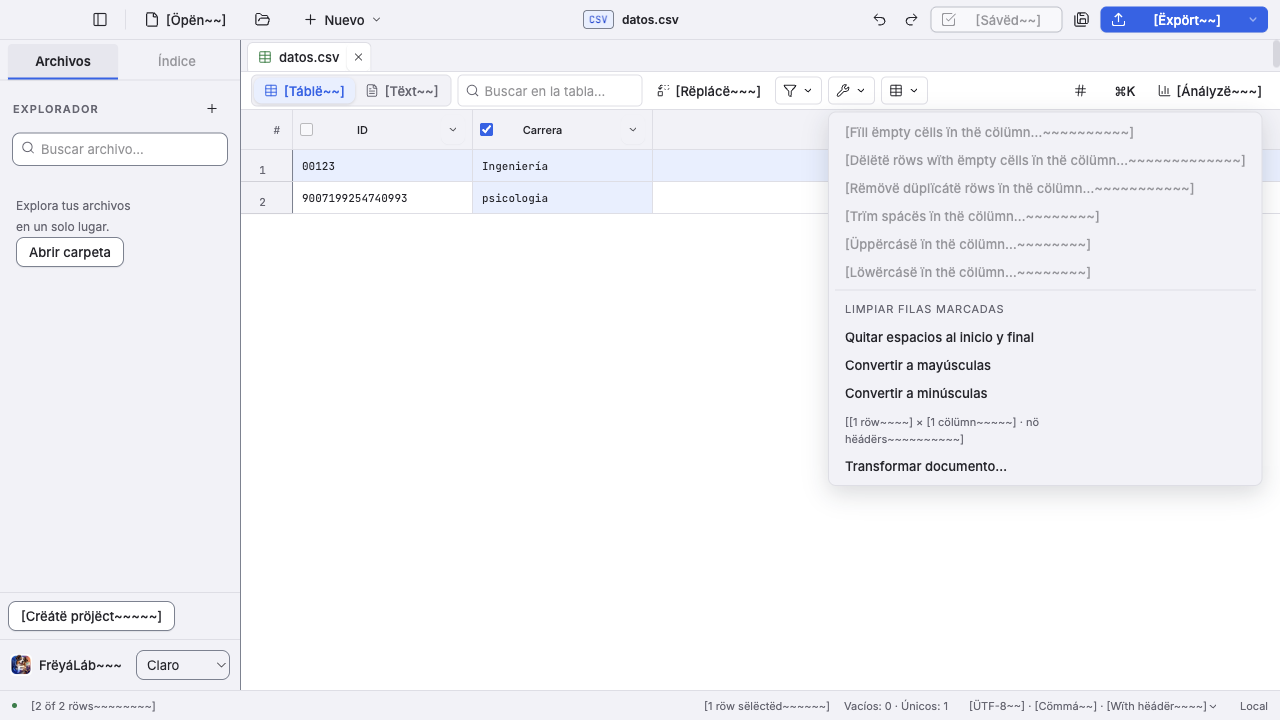 [Öpën~~]
Nuevo
CSV datos.csv
[Sávëd~~]
[Ëxpört~~]
Archivos
Índice
datos.csv
EXPLORADOR
Buscar archivo...
Explora tus archivos
en un solo lugar.
Abrir carpeta
[Crëátë pröjëct~~~~~]
FrëyáLáb~~~
Claro
[Táblë~~]
[Tëxt~~]
Buscar en la tabla...
[Rëplácë~~~]
⌘K
[Ánályzë~~~]
# ID Carrera
1 00123 Ingeniería
2 9007199254740993 psicologia
[Fïll ëmpty cëlls ïn thë cölümn...~~~~~~~~~~]
[Dëlëtë röws wïth ëmpty cëlls ïn thë cölümn...~~~~~~~~~~~~~]
[Rëmövë düplïcátë röws ïn thë cölümn...~~~~~~~~~~~]
[Trïm spácës ïn thë cölümn...~~~~~~~~]
[Üppërcásë ïn thë cölümn...~~~~~~~~]
[Löwërcásë ïn thë cölümn...~~~~~~~~]
LIMPIAR FILAS MARCADAS
Quitar espacios al inicio y final
Convertir a mayúsculas
Convertir a minúsculas
[[1 röw~~~~] × [1 cölümn~~~~~] · nö
hëádërs~~~~~~~~~~]
Transformar documento...
[2 öf 2 röws~~~~~~~~]
[1 röw sëlëctëd~~~~~~]
Vacíos: 0 · Únicos: 1
[ÜTF-8~~] · [Cömmá~~] · [Wïth hëádër~~~~]
Local